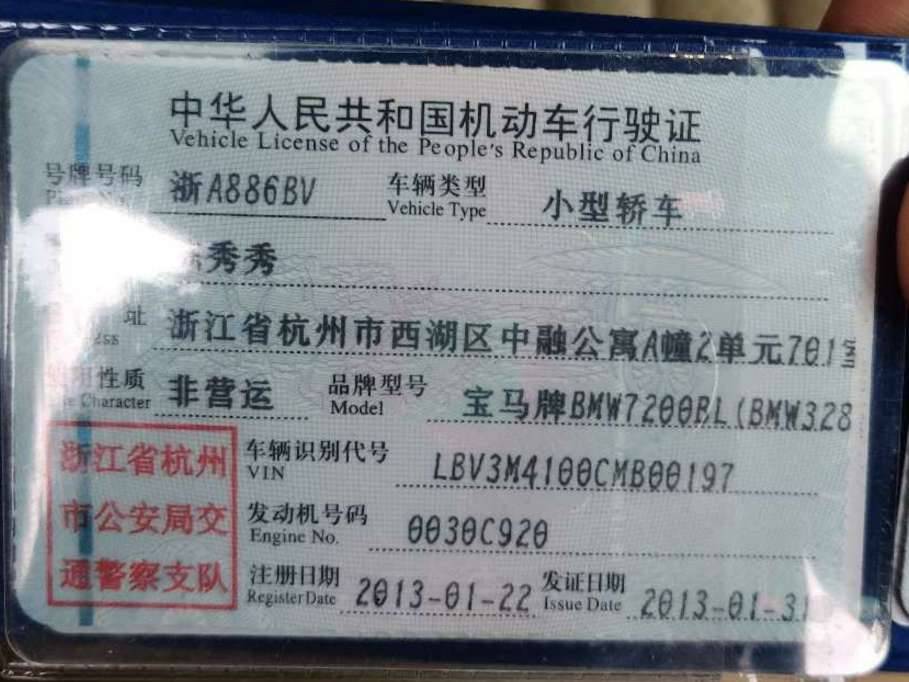 中华人民共和国机动车行驶证
Vehicle License of the People's Republic of China
号牌号码 浙A886BV 车辆类型 小型轿车
Vehicle Type
秀秀
址 浙江省杭州市西湖区中融公寓A幢2单元701室
用性质 非营运 品牌型号 宝马牌BMW7200BL(BMW328
Character Model
浙江省杭州 车辆识别代号 LBV3M4100CMB00197
VIN
市公安局交 发动机号码 0030C920
Engine No.
通警察支队 注册日期 2013-01-22 发证日期 2013-01-31
Register Date Issue Date